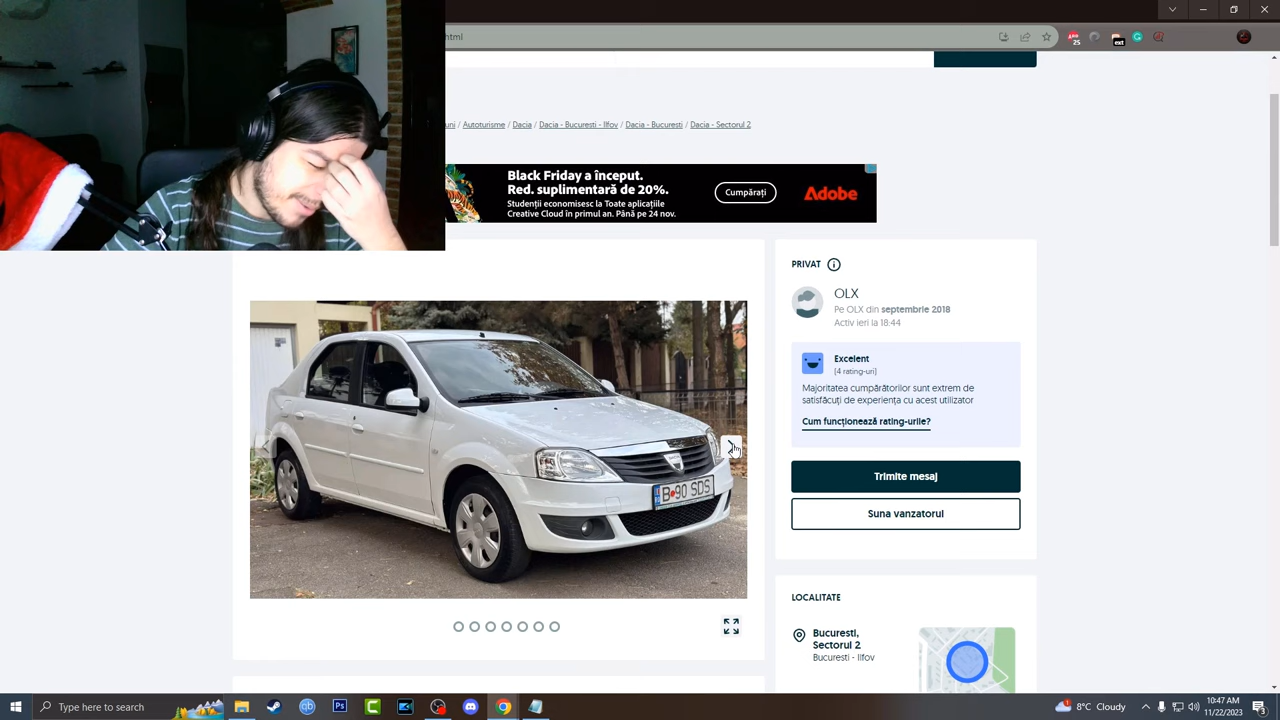 html
uni / Autoturisme / Dacia / Dacia - Bucuresti - Ilfov / Dacia - Bucuresti / Dacia - Sectorul 2
Black Friday a început.
Red. suplimentară de 20%.
Studenții economisesc la Toate aplicațiile
Creative Cloud în primul an. Până pe 24 nov.
Cumpărați
Adobe
PRIVAT
OLX
Pe OLX din septembrie 2018
Activ ieri la 18:44
Excelent
(4 rating-uri)
Majoritatea cumpărătorilor sunt extrem de
satisfăcuți de experiența cu acest utilizator
Cum funcționează rating-urile?
Trimite mesaj
Suna vanzatorul
B 90 SDS
LOCALITATE
Bucuresti,
Sectorul 2
Bucuresti - Ilfov
25
ext
Type here to search
Ps
8°C Cloudy
10:47 AM
11/22/2023